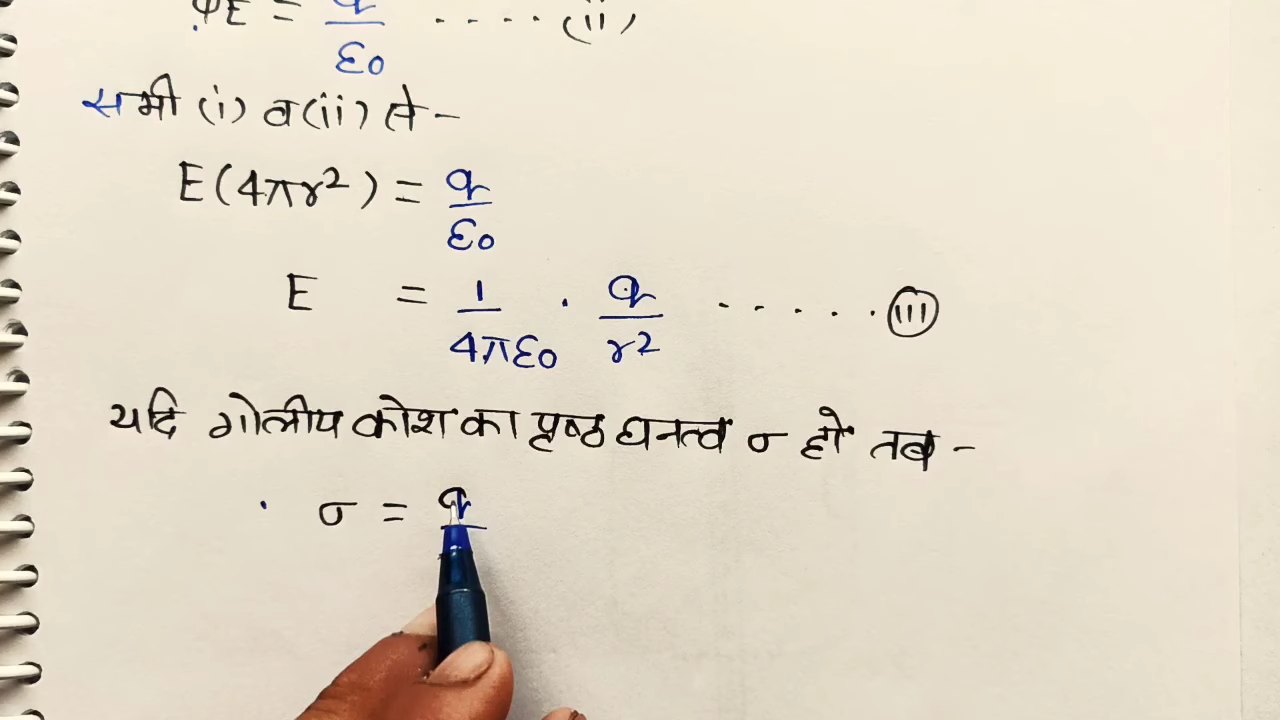 ΦE = q/ε0 ..... (ii)
समी (i) व (ii) से -
E(4πr²) = q/ε0
E = 1/4πε0 . q/r² ...... (iii)
यदि गोलीय कोश का पृष्ठ घनत्व σ हो तब -
σ = q